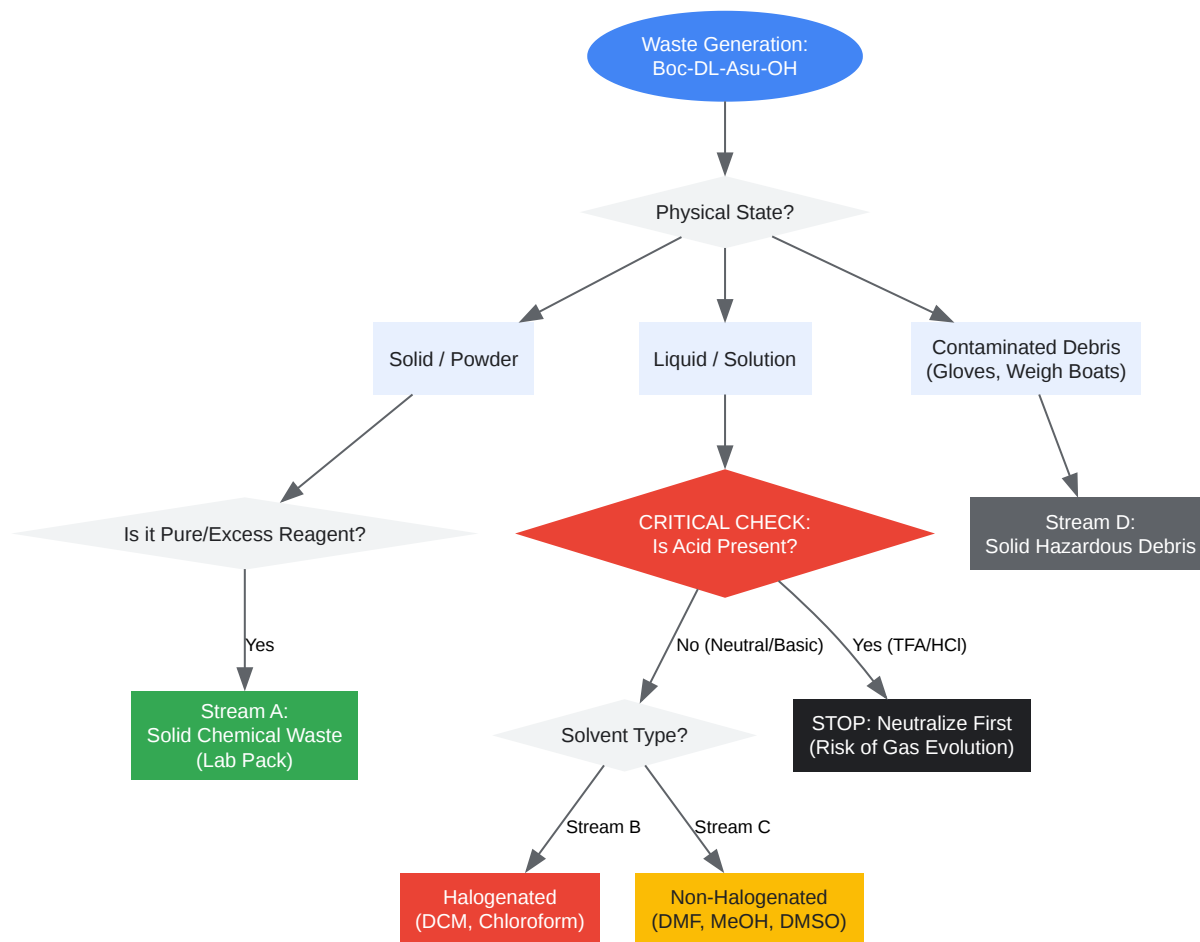 Waste Generation:
Boc-DL-Asu-OH
Physical State?
Solid / Powder
Liquid / Solution
Contaminated Debris
(Gloves, Weigh Boats)
Is it Pure/Excess Reagent?
CRITICAL CHECK:
Is Acid Present?
Stream D:
Solid Hazardous Debris
Yes
No (Neutral/Basic)
Yes (TFA/HCl)
Stream A:
Solid Chemical Waste
(Lab Pack)
Solvent Type?
STOP: Neutralize First
(Risk of Gas Evolution)
Stream B
Stream C
Halogenated
(DCM, Chloroform)
Non-Halogenated
(DMF, MeOH, DMSO)